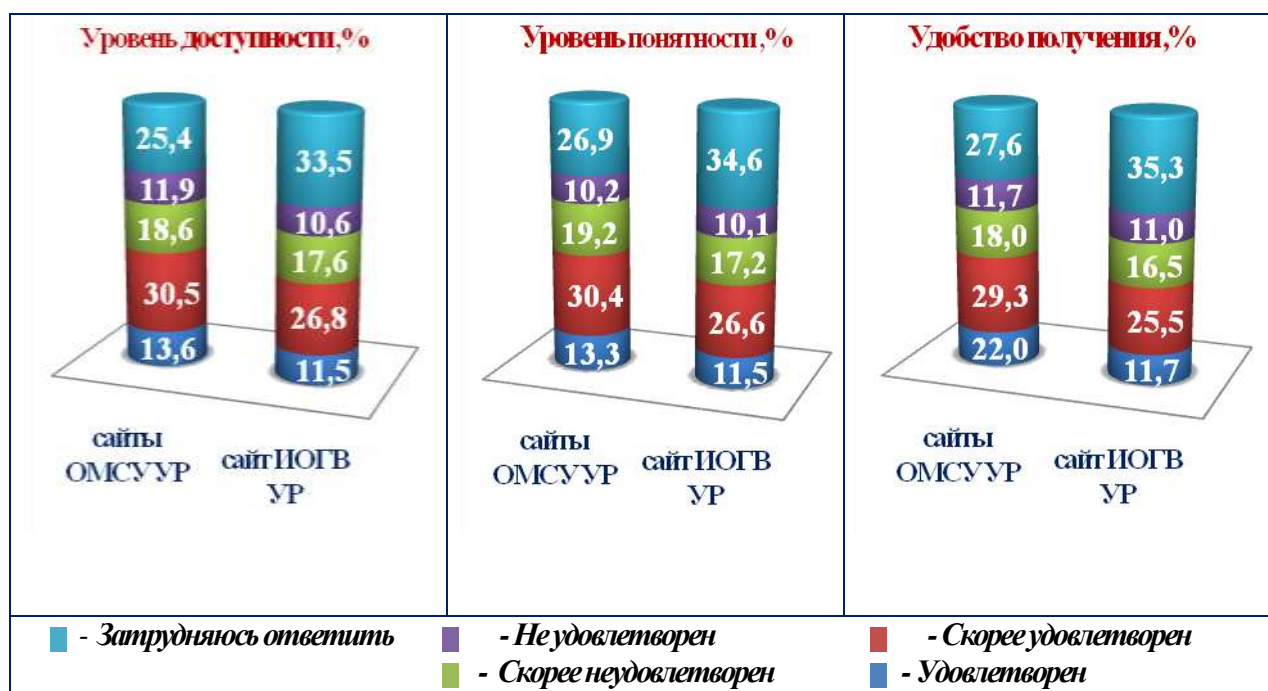 Уровень доступности,%
25,4
33,5
11,9
10,6
18,6
17,6
30,5
26,8
13,6
11,5
сайты
ОМСУ УР
сайт ИОГВ
УР
Уровень понятности,%
26,9
34,6
10,2
10,1
19,2
17,2
30,4
26,6
13,3
11,5
сайты
ОМСУ УР
сайт ИОГВ
УР
Удобство получения,%
27,6
35,3
11,7
11,0
18,0
16,5
29,3
25,5
22,0
11,7
сайты
ОМСУ УР
сайт ИОГВ
УР
- Затрудняюсь ответить
- Не удовлетворен
- Скорее удовлетворен
- Скорее неудовлетворен
- Удовлетворен